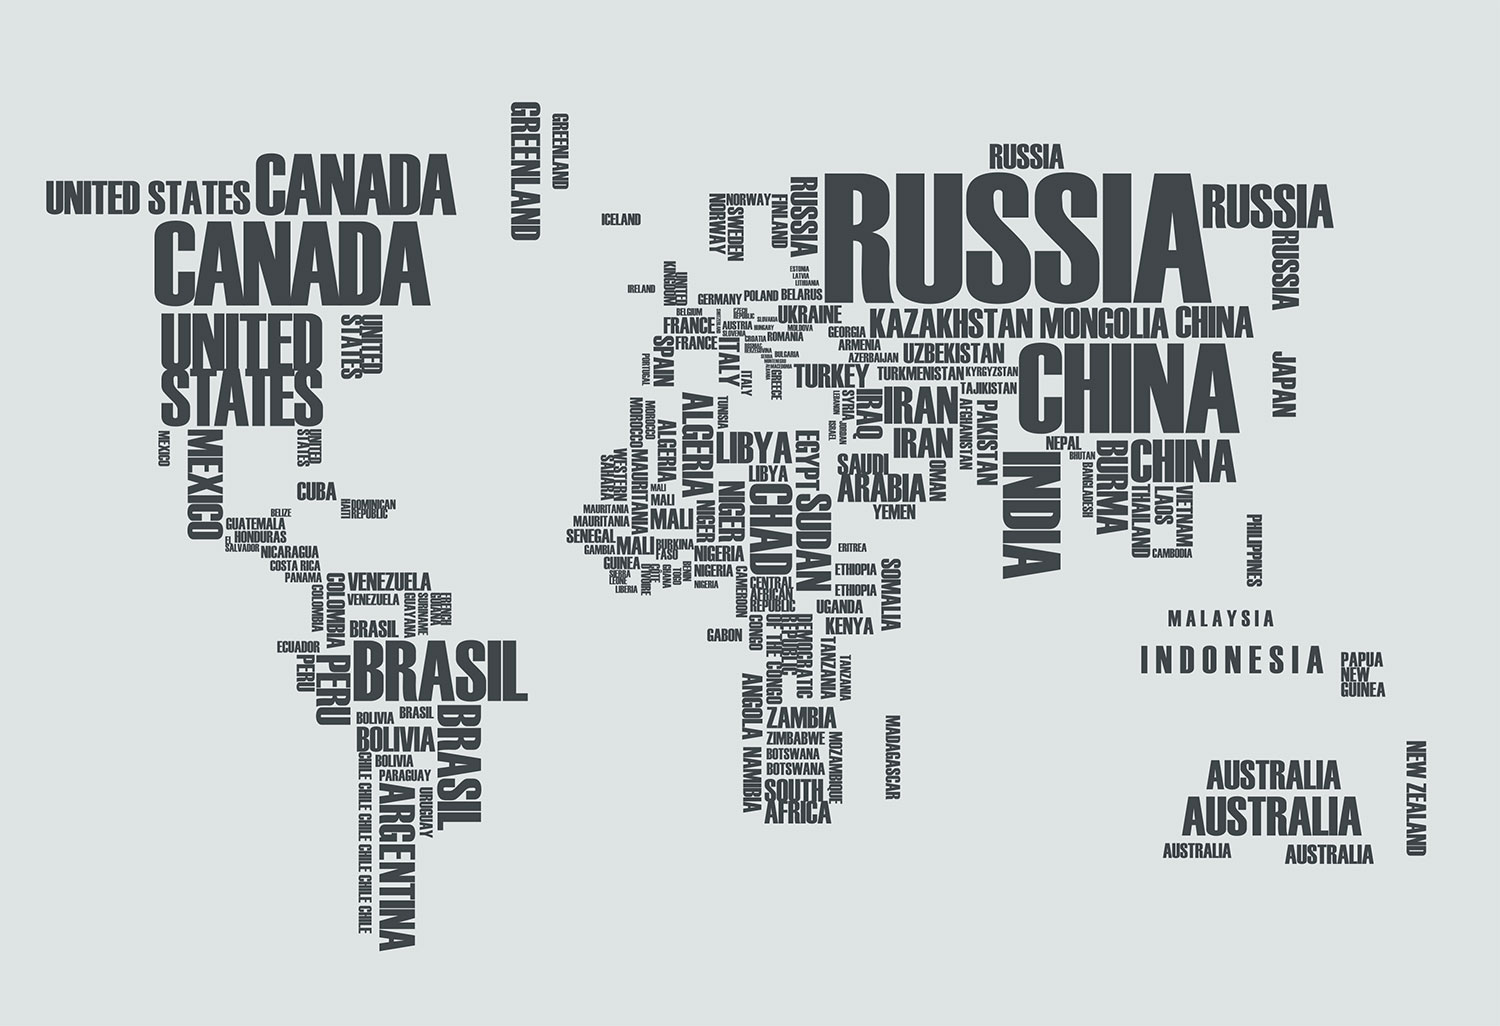 GREENLAND
GREENLAND
UNITED STATES
CANADA
CANADA
UNITED
STATES
UNITED
STATES
UNITED
STATES
MEXICO
MEXICO
CUBA
HAITI
DOMINICAN
REPUBLIC
BELIZE
GUATEMALA
HONDURAS
EL
SALVADOR
NICARAGUA
COSTA RICA
PANAMA
COLOMBIA
COLOMBIA
VENEZUELA
VENEZUELA
GUAYANA
SURINAME
FRENCH
GUIANA
BRASIL
ECUADOR
PERU
PERU
BRASIL
BOLIVIA
BRASIL
BRASIL
BOLIVIA
BOLIVIA
PARAGUAY
URUGUAY
CHILE CHILE CHILE CHILE CHILE CHILE
ARGENTINA
ICELAND
IRELAND
UNITED
KINGDOM
NORWAY
NORWAY
SWEDEN
FINLAND
RUSSIA
RUSSIA
RUSSIA
RUSSIA
RUSSIA
ESTONIA
LATVIA
LITHUANIA
GERMANY
POLAND
BELARUS
BELGIUM
FRANCE
FRANCE
CZECH
REPUBLIC
SLOVAKIA
UKRAINE
AUSTRIA
HUNGARY
MOLDOVA
SLOVENIA
CROATIA
ROMANIA
SERBIA
BULGARIA
MONTENEGRO
MACEDONIA
ALBANIA
ITALY
ITALY
GREECE
SPAIN
PORTUGAL
GEORGIA
ARMENIA
AZERBAIJAN
KAZAKHSTAN
MONGOLIA
CHINA
UZBEKISTAN
TURKEY
TURKMENISTAN
KYRGYZSTAN
TAJIKISTAN
CHINA
JAPAN
LEBANON
SYRIA
ISRAEL
JORDAN
IRAQ
IRAN
IRAN
AFGHANISTAN
PAKISTAN
SAUDI
ARABIA
OMAN
YEMEN
NEPAL
BHUTAN
BANGLADESH
INDIA
BURMA
CHINA
THAILAND
LAOS
VIETNAM
CAMBODIA
PHILIPPINES
MOROCCO
MOROCCO
ALGERIA
ALGERIA
TUNISIA
LIBYA
LIBYA
EGYPT
WESTERN
SAHARA
MAURITANIA
MAURITANIA
MAURITANIA
MALI
MALI
MALI
MALI
SENEGAL
GAMBIA
GUINEA
SIERRA
LEONE
LIBERIA
CÔTE
D'IVOIRE
BURKINA
FASO
GHANA
TOGO
BENIN
NIGER
NIGER
NIGERIA
NIGERIA
NIGERIA
CHAD
SUDAN
CAMEROON
CENTRAL
AFRICAN
REPUBLIC
ERITREA
ETHIOPIA
ETHIOPIA
SOMALIA
UGANDA
KENYA
GABON
CONGO
DEMOCRATIC
REPUBLIC
OF THE CONGO
TANZANIA
TANZANIA
ANGOLA
ZAMBIA
ZIMBABWE
MOZAMBIQUE
NAMIBIA
BOTSWANA
BOTSWANA
SOUTH
AFRICA
MADAGASCAR
MALAYSIA
INDONESIA
PAPUA
NEW
GUINEA
AUSTRALIA
AUSTRALIA
AUSTRALIA
AUSTRALIA
NEW ZEALAND